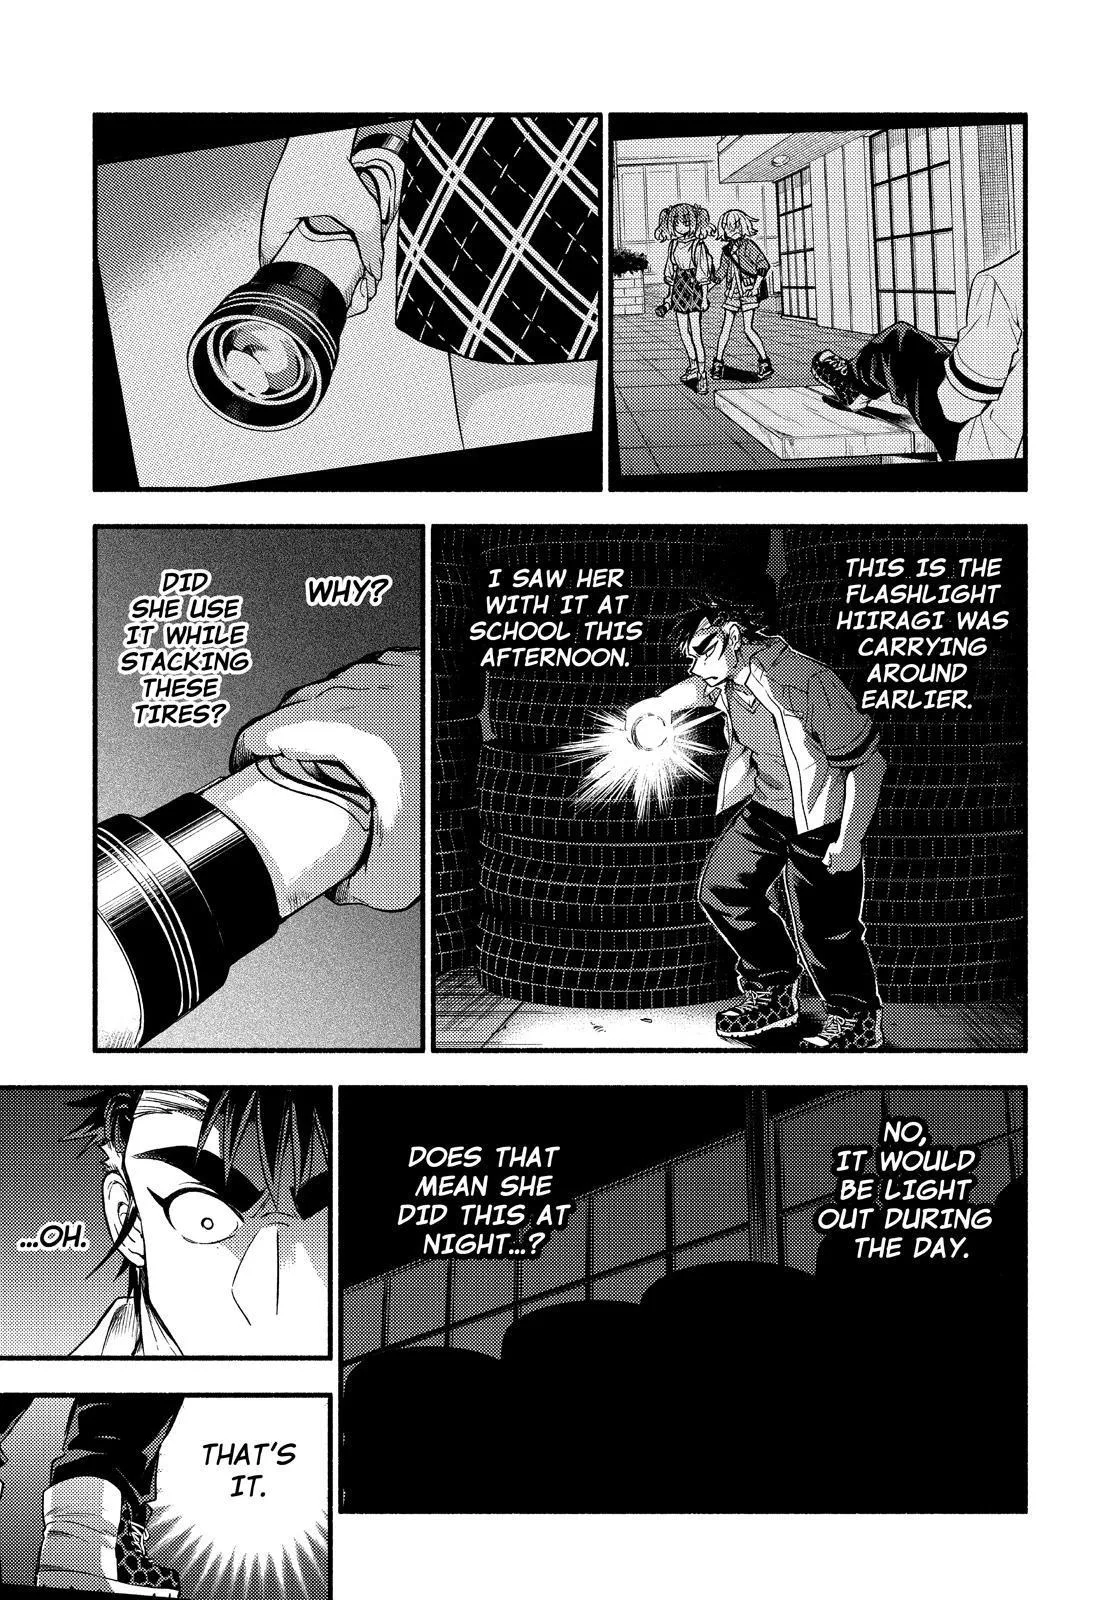 THIS IS THE
FLASHLIGHT
HIIRAGI WAS
CARRYING
AROUND
EARLIER.
I SAW HER
WITH IT AT
SCHOOL THIS
AFTERNOON.
WHY?
DID
SHE USE
IT WHILE
STACKING
THESE
TIRES?
NO,
IT WOULD
BE LIGHT
OUT DURING
THE DAY.
DOES THAT
MEAN SHE
DID THIS AT
NIGHT...?
...OH.
THAT'S
IT.